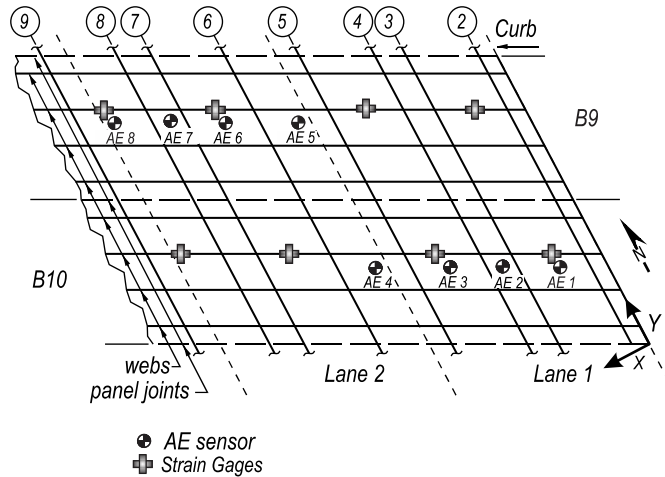 9 8 7 6 5 4 3 2
Curb
B9
AE 8 AE 7 AE 6 AE 5
N
B10
AE 4 AE 3 AE 2 AE 1
Y
X
webs
panel joints
Lane 2 Lane 1
AE sensor
Strain Gages